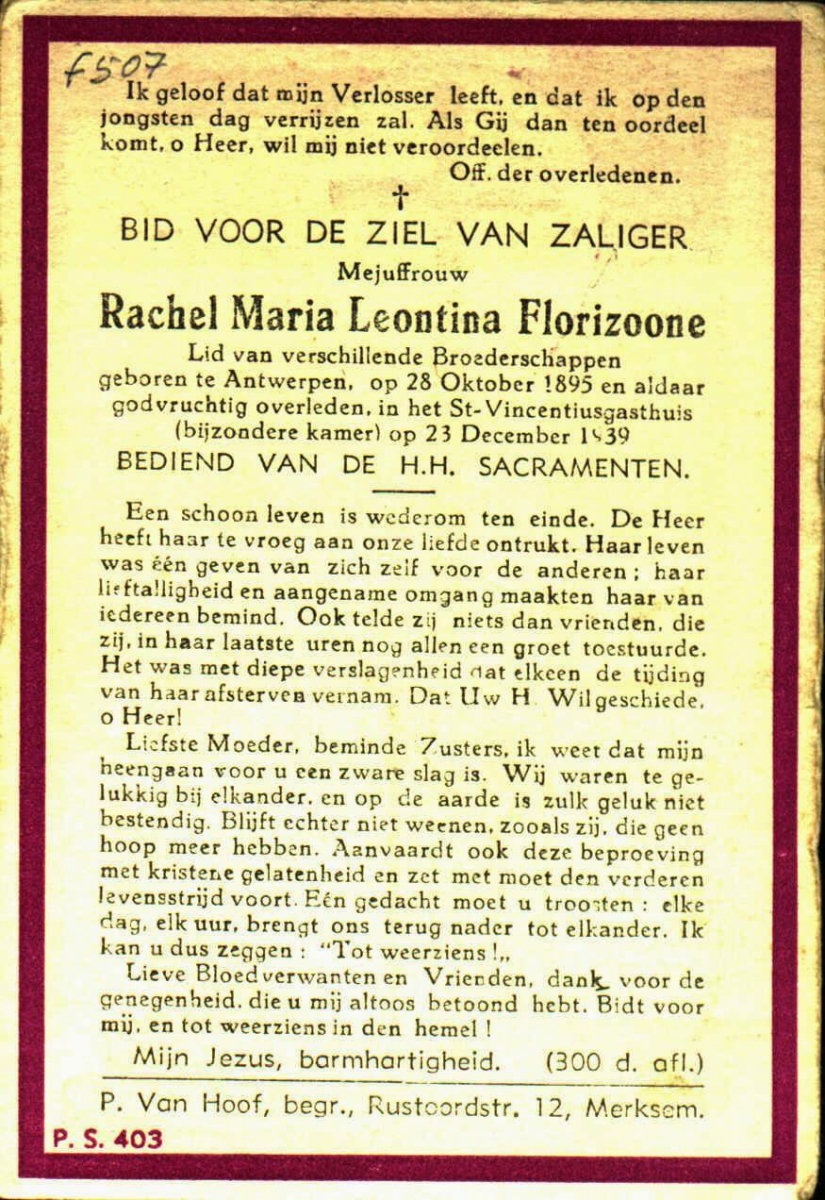 f507
Ik geloof dat mijn Verlosser leeft, en dat ik op den
jongsten dag verrijzen zal. Als Gij dan ten oordeel
komt, o Heer, wil mij niet veroordeelen.
Off. der overledenen.
†
BID VOOR DE ZIEL VAN ZALIGER
Mejuffrouw
Rachel Maria Leontina Florizoone
Lid van verschillende Broederschappen
geboren te Antwerpen, op 28 Oktober 1895 en aldaar
godvruchtig overleden, in het St-Vincentiusgasthuis
(bijzondere kamer) op 23 December 1939
BEDIEND VAN DE H.H. SACRAMENTEN.
Een schoon leven is wederom ten einde. De Heer
heeft haar te vroeg aan onze liefde ontrukt. Haar leven
was één geven van zich zelf voor de anderen ; haar
lieftalligheid en aangename omgang maakten haar van
iedereen bemind. Ook telde zij niets dan vrienden, die
zij, in haar laatste uren nog allen een groet toestuurde.
Het was met diepe verslagenheid dat elkeen de tijding
van haar afsterven vernam. Dat Uw H. Wil geschiede,
o Heer!
Liefste Moeder, beminde Zusters, ik weet dat mijn
heengaan voor u een zware slag is. Wij waren te ge-
lukkig bij elkander, en op de aarde is zulk geluk niet
bestendig. Blijft echter niet weenen, zooals zij, die geen
hoop meer hebben. Aanvaardt ook deze beproeving
met kristene gelatenheid en zet met moet den verderen
levensstrijd voort. Eén gedacht moet u troosten : elke
dag, elk uur, brengt ons terug nader tot elkander. Ik
kan u dus zeggen : "Tot weerziens !„
Lieve Bloedverwanten en Vrienden, dank voor de
genegenheid, die u mij altoos betoond hebt. Bidt voor
mij, en tot weerziens in den hemel !
Mijn Jezus, barmhartigheid. (300 d. afl.)
P. Van Hoof, begr., Rustoordstr. 12, Merksem.
P. S. 403